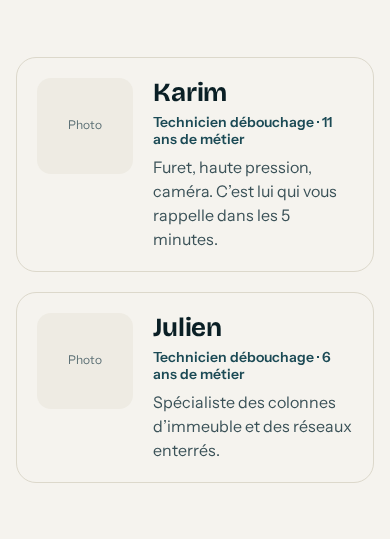 Photo
Karim
Technicien débouchage · 11
ans de métier
Furet, haute pression,
caméra. C’est lui qui vous
rappelle dans les 5
minutes.
Photo
Julien
Technicien débouchage · 6
ans de métier
Spécialiste des colonnes
d’immeuble et des réseaux
enterrés.